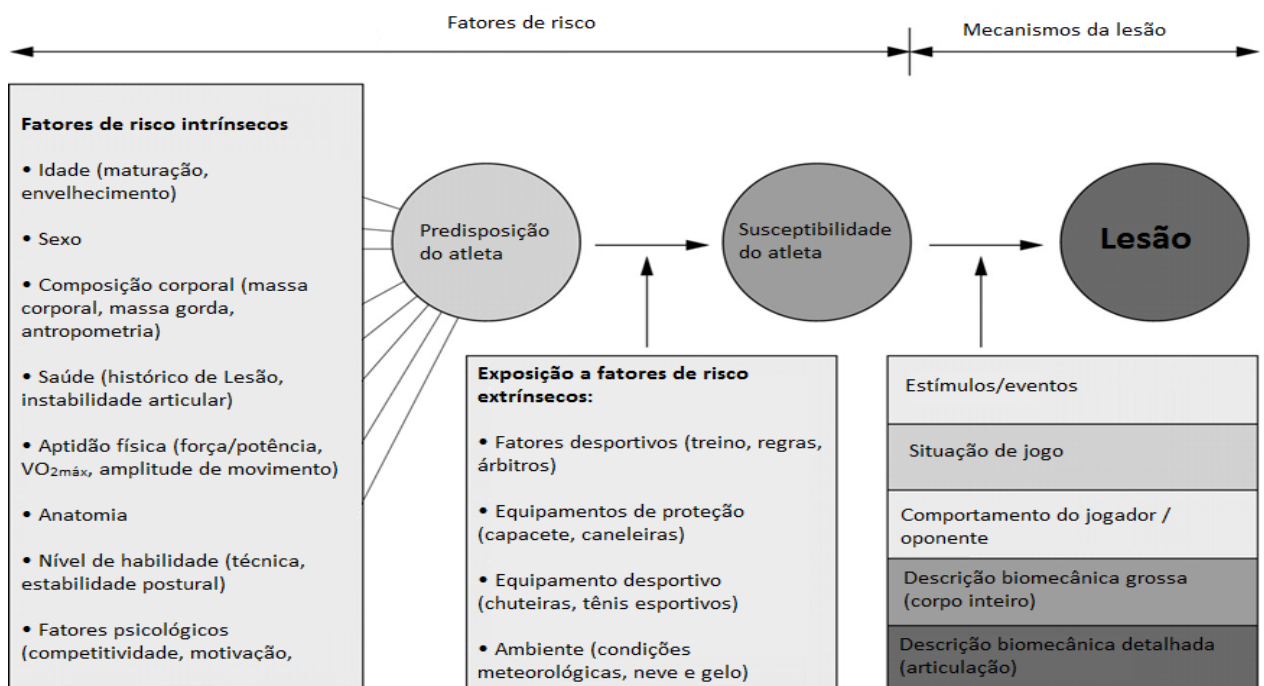 Fatores de risco
Mecanismos da lesão
Fatores de risco intrínsecos
• Idade (maturação,
envelhecimento)
• Sexo
• Composição corporal (massa
corporal, massa gorda,
antropometria)
• Saúde (histórico de Lesão,
instabilidade articular)
• Aptidão física (força/potência,
VO2máx, amplitude de movimento)
• Anatomia
• Nível de habilidade (técnica,
estabilidade postural)
• Fatores psicológicos
(competitividade, motivação,
Predisposição
do atleta
Susceptibilidade
do atleta
Lesão
Exposição a fatores de risco
extrínsecos:
• Fatores desportivos (treino, regras,
árbitros)
• Equipamentos de proteção
(capacete, caneleiras)
• Equipamento desportivo
(chuteiras, tênis esportivos)
• Ambiente (condições
meteorológicas, neve e gelo)
Estímulos/eventos
Situação de jogo
Comportamento do jogador /
oponente
Descrição biomecânica grossa
(corpo inteiro)
Descrição biomecânica detalhada
(articulação)